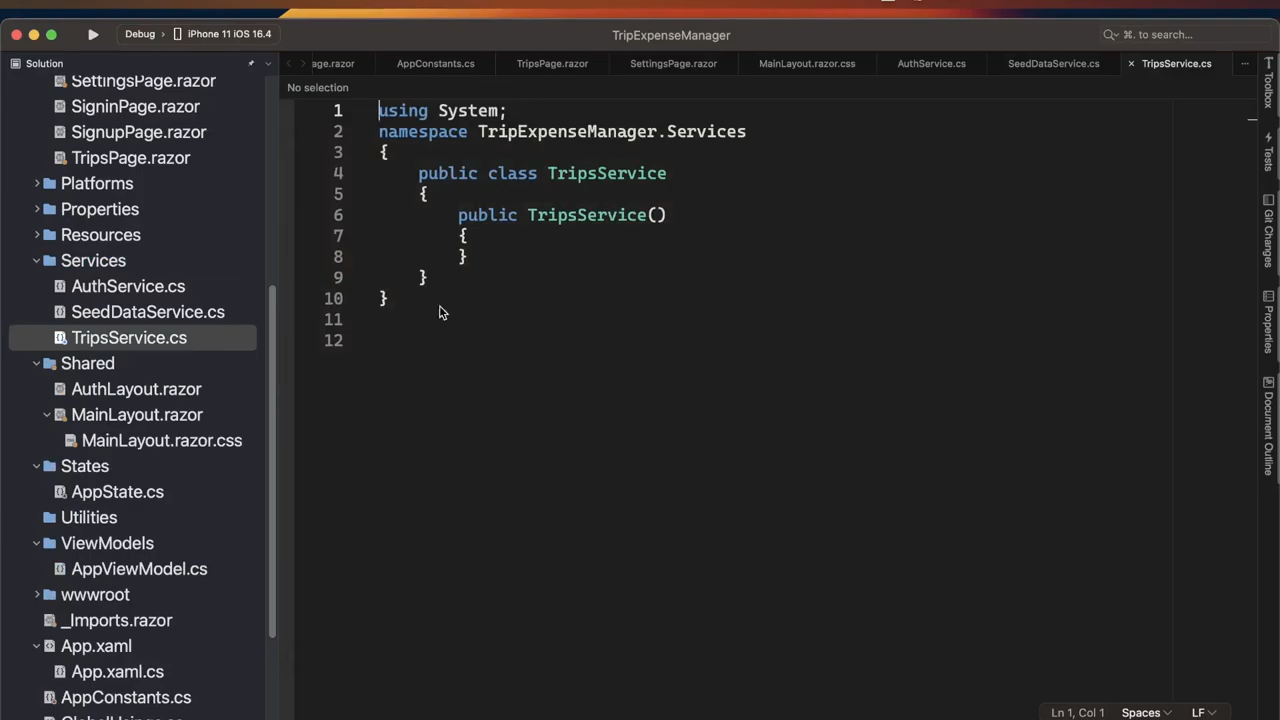 Debug > iPhone 11 iOS 16.4
TripExpenseManager
⌘. to search...
Solution
age.razor
AppConstants.cs
TripsPage.razor
SettingsPage.razor
MainLayout.razor.css
AuthService.cs
SeedDataService.cs
TripsService.cs
No selection
SettingsPage.razor
SigninPage.razor
SignupPage.razor
TripsPage.razor
Platforms
Properties
Resources
Services
AuthService.cs
SeedDataService.cs
TripsService.cs
Shared
AuthLayout.razor
MainLayout.razor
MainLayout.razor.css
States
AppState.cs
Utilities
ViewModels
AppViewModel.cs
wwwroot
_Imports.razor
App.xaml
App.xaml.cs
AppConstants.cs
1 using System;
2 namespace TripExpenseManager.Services
3 {
4 public class TripsService
5 {
6 public TripsService()
7 {
8 }
9 }
10 }
11
12
Toolbox
Tests
Git Changes
Properties
Document Outline
Ln 1, Col 1 Spaces LF